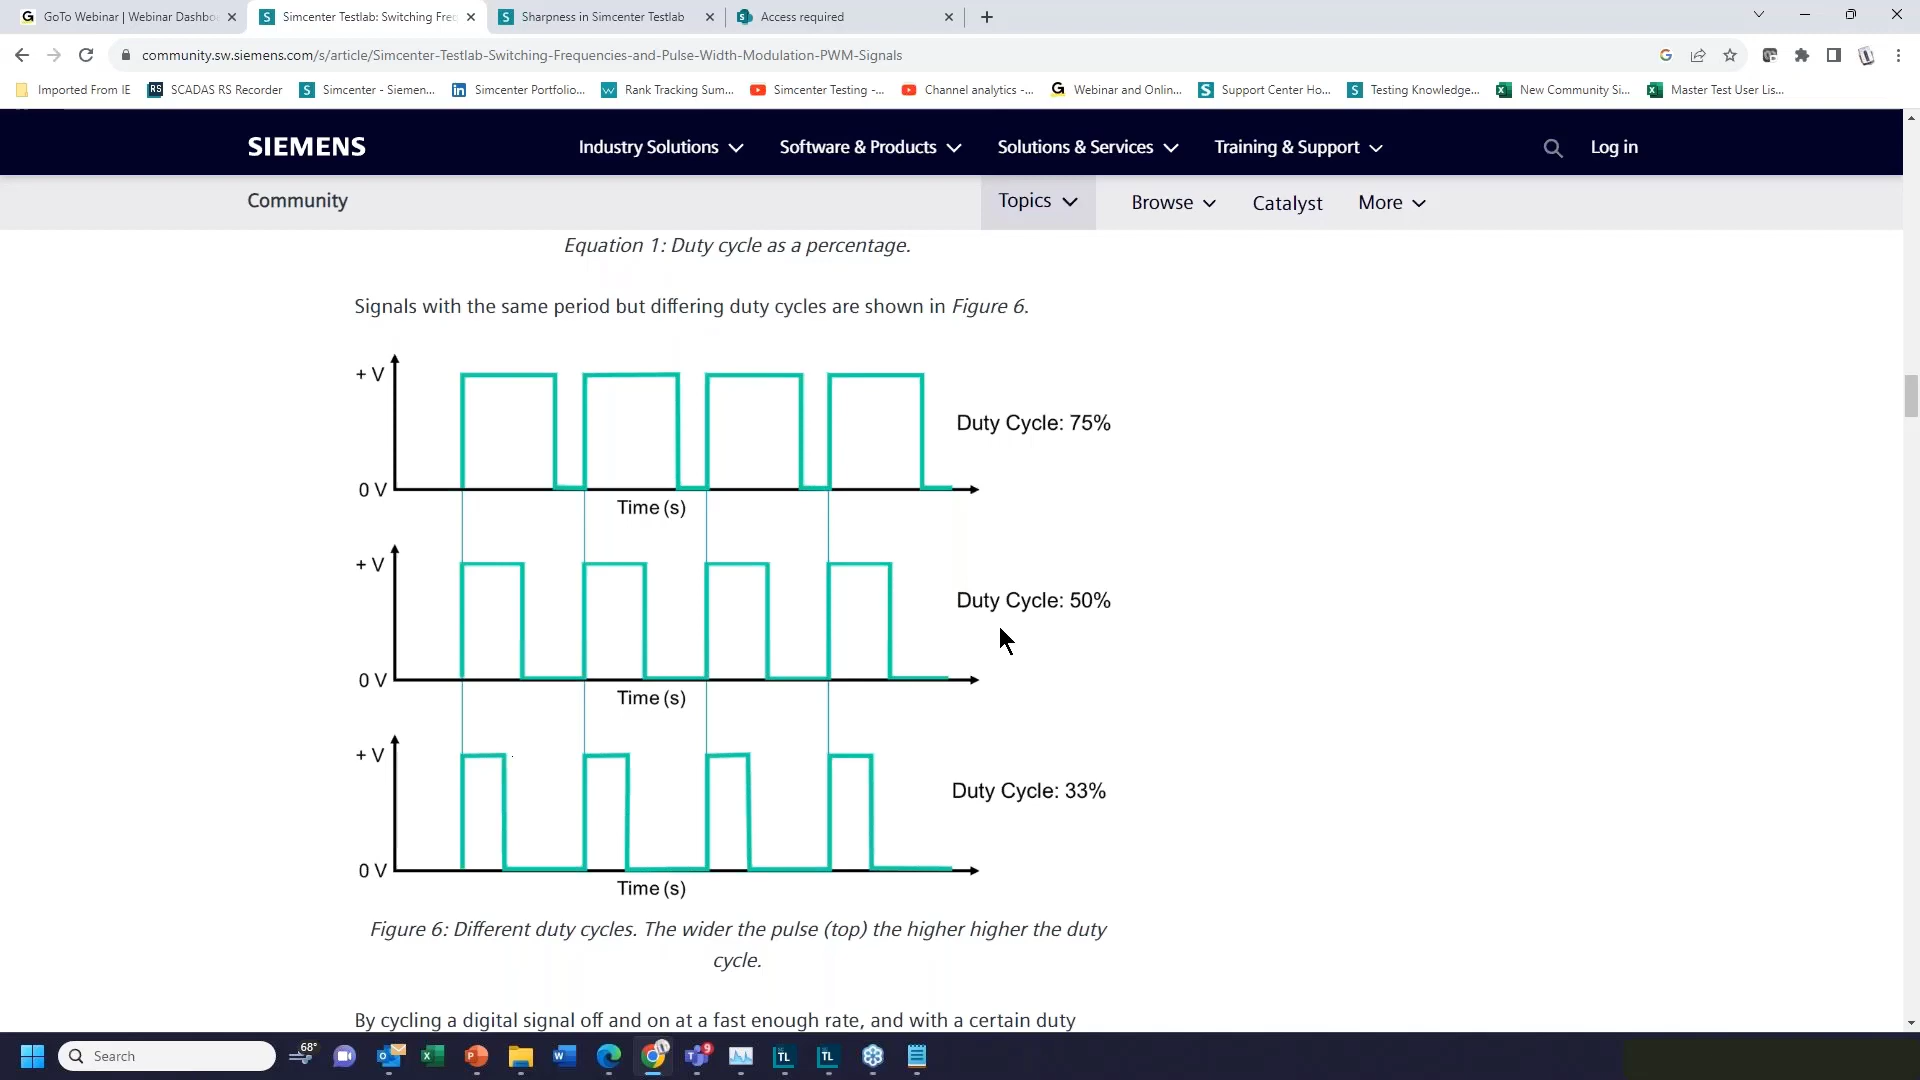 GoTo Webinar | Webinar Dashbo
Simcenter Testlab: Switching Fre
Sharpness in Simcenter Testlab
Access required
community.sw.siemens.com/s/article/Simcenter-Testlab-Switching-Frequencies-and-Pulse-Width-Modulation-PWM-Signals
Imported From IE
SCADAS RS Recorder
Simcenter - Siemen...
Simcenter Portfolio...
Rank Tracking Sum...
Simcenter Testing -...
Channel analytics -...
Webinar and Onlin...
Support Center Ho...
Testing Knowledge...
New Community Si...
Master Test User Lis...
SIEMENS
Industry Solutions
Software & Products
Solutions & Services
Training & Support
Log in
Community
Topics
Browse
Catalyst
More
Equation 1: Duty cycle as a percentage.
Signals with the same period but differing duty cycles are shown in Figure 6.
+ V
Duty Cycle: 75%
0 V
Time (s)
+ V
Duty Cycle: 50%
0 V
Time (s)
+ V
Duty Cycle: 33%
0 V
Time (s)
Figure 6: Different duty cycles. The wider the pulse (top) the higher higher the duty
cycle.
By cycling a digital signal off and on at a fast enough rate, and with a certain duty
Search
68°
9
TL
TL